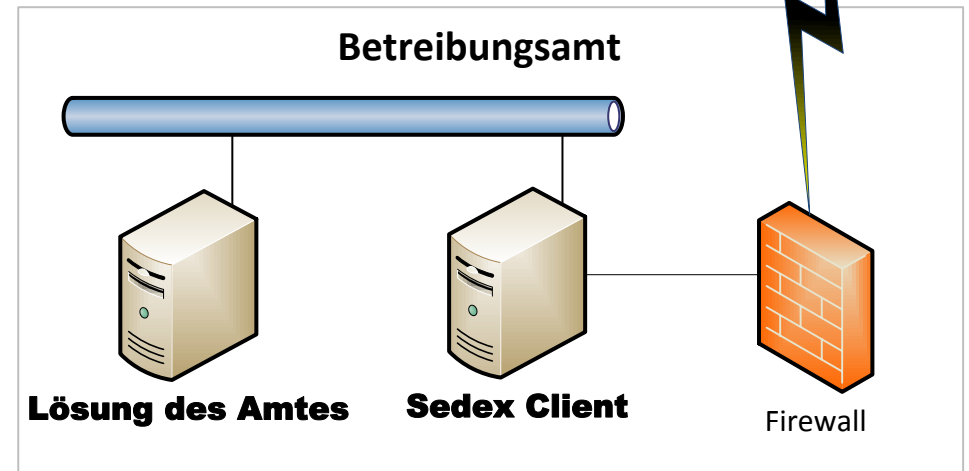 Betreibungsamt
Lösung des Amtes
Sedex Client
Firewall